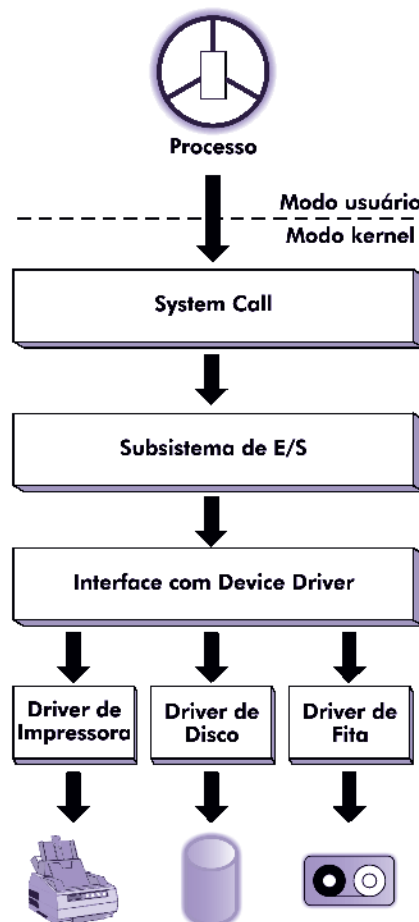 Processo
Modo usuário
Modo kernel
System Call
Subsistema de E/S
Interface com Device Driver
Driver de
Impressora
Driver de
Disco
Driver de
Fita